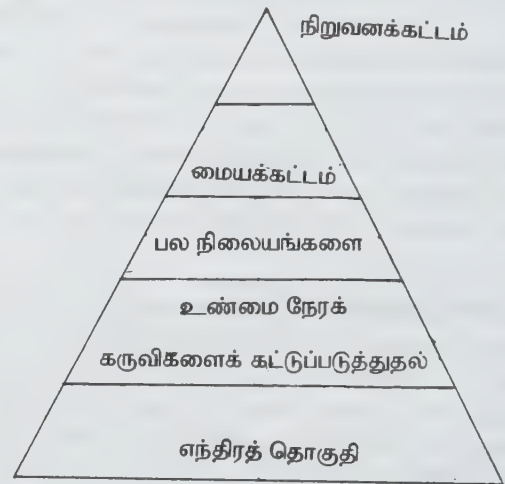 நிறுவனக்கட்டம்
மையக்கட்டம்
பல நிலையங்களை
உண்மை நேரக்
கருவிகளைக் கட்டுப்படுத்துதல்
எந்திரத் தொகுதி